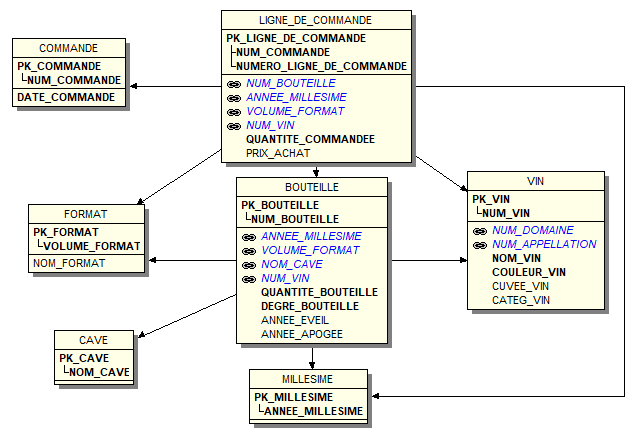 LIGNE_DE_COMMANDE
PK_LIGNE_DE_COMMANDE
NUM_COMMANDE
NUMERO_LIGNE_DE_COMMANDE
NUM_BOUTEILLE
ANNEE_MILLESIME
VOLUME_FORMAT
NUM_VIN
QUANTITE_COMMANDEE
PRIX_ACHAT
COMMANDE
PK_COMMANDE
NUM_COMMANDE
DATE_COMMANDE
FORMAT
PK_FORMAT
VOLUME_FORMAT
NOM_FORMAT
BOUTEILLE
PK_BOUTEILLE
NUM_BOUTEILLE
ANNEE_MILLESIME
VOLUME_FORMAT
NOM_CAVE
NUM_VIN
QUANTITE_BOUTEILLE
DEGRE_BOUTEILLE
ANNEE_EVEIL
ANNEE_APOGEE
VIN
PK_VIN
NUM_VIN
NUM_DOMAINE
NUM_APPELLATION
NOM_VIN
COULEUR_VIN
CUVEE_VIN
CATEG_VIN
CAVE
PK_CAVE
NOM_CAVE
MILLESIME
PK_MILLESIME
ANNEE_MILLESIME